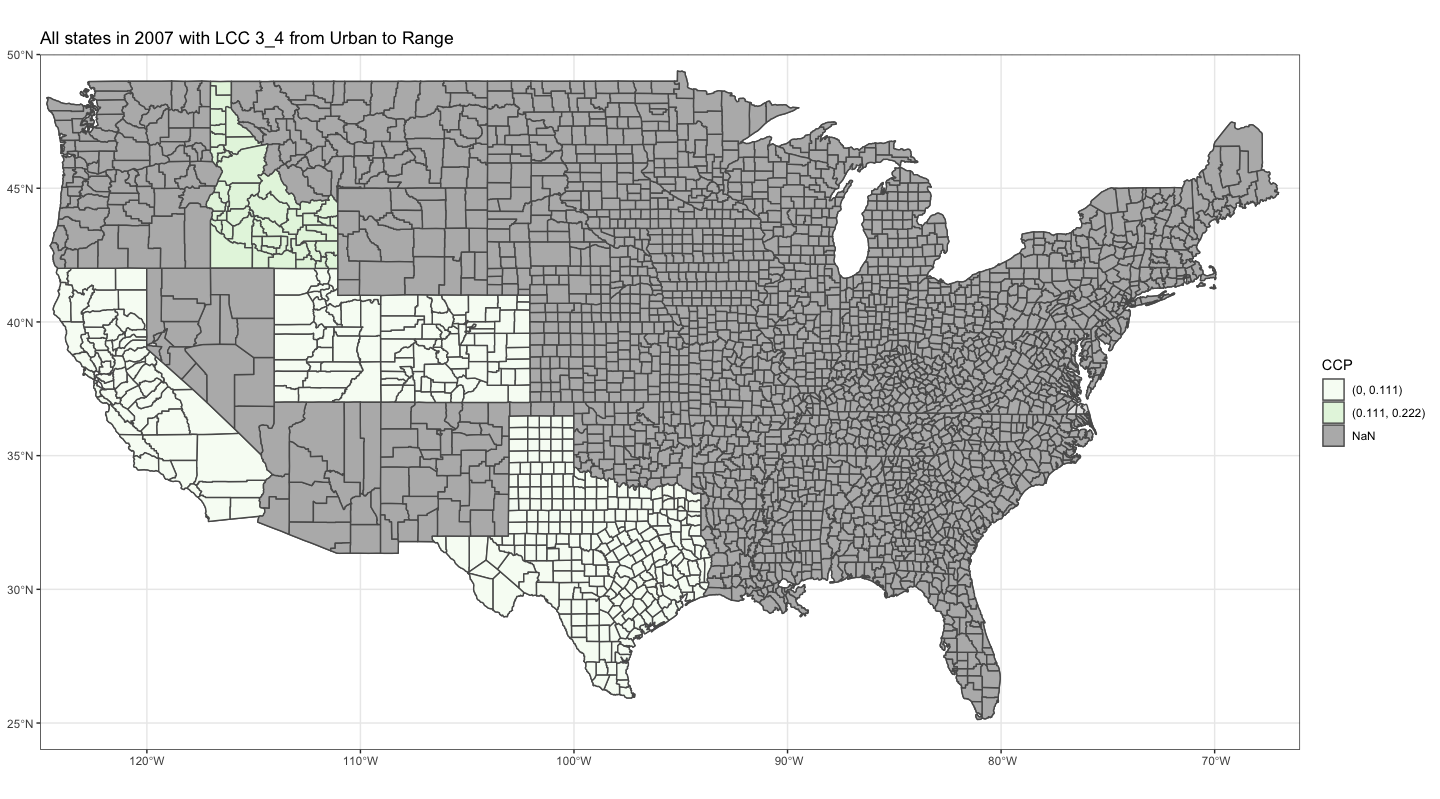 All states in 2007 with LCC 3_4 from Urban to Range
50°N
45°N
40°N
35°N
30°N
25°N
120°W
110°W
100°W
90°W
80°W
70°W
CCP
(0, 0.111)
(0.111, 0.222)
NaN